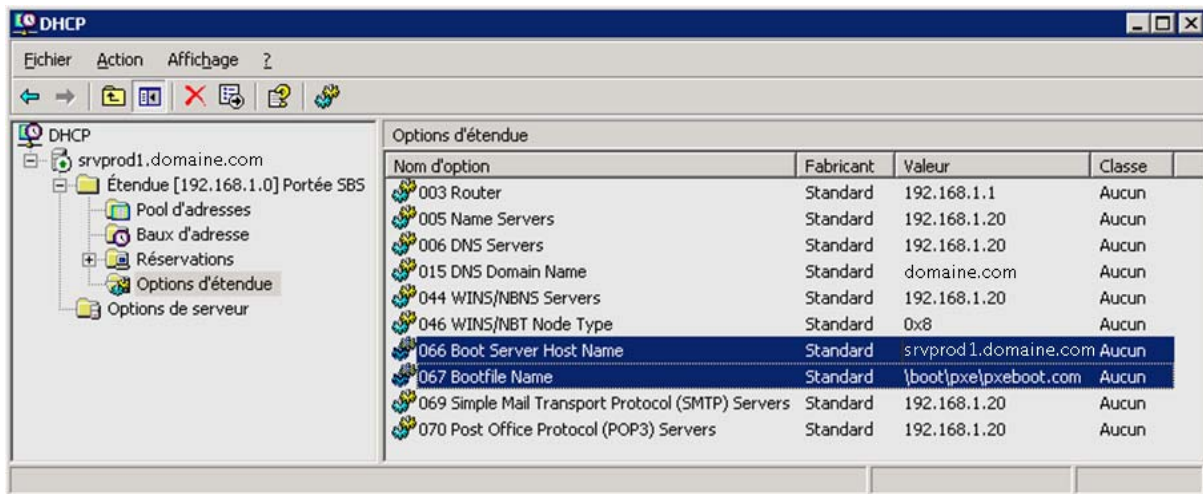 DHCP
Fichier Action Affichage ?
DHCP
srvprod1.domaine.com
Étendue [192.168.1.0] Portée SBS
Pool d'adresses
Baux d'adresse
Réservations
Options d'étendue
Options de serveur
Options d'étendue
Nom d'option Fabricant Valeur Classe
003 Router Standard 192.168.1.1 Aucun
005 Name Servers Standard 192.168.1.20 Aucun
006 DNS Servers Standard 192.168.1.20 Aucun
015 DNS Domain Name Standard domaine.com Aucun
044 WINS/NBNS Servers Standard 192.168.1.20 Aucun
046 WINS/NBT Node Type Standard 0x8 Aucun
066 Boot Server Host Name Standard srvprod1.domaine.com Aucun
067 Bootfile Name Standard \boot\pxe\pxeboot.com Aucun
069 Simple Mail Transport Protocol (SMTP) Servers Standard 192.168.1.20 Aucun
070 Post Office Protocol (POP3) Servers Standard 192.168.1.20 Aucun